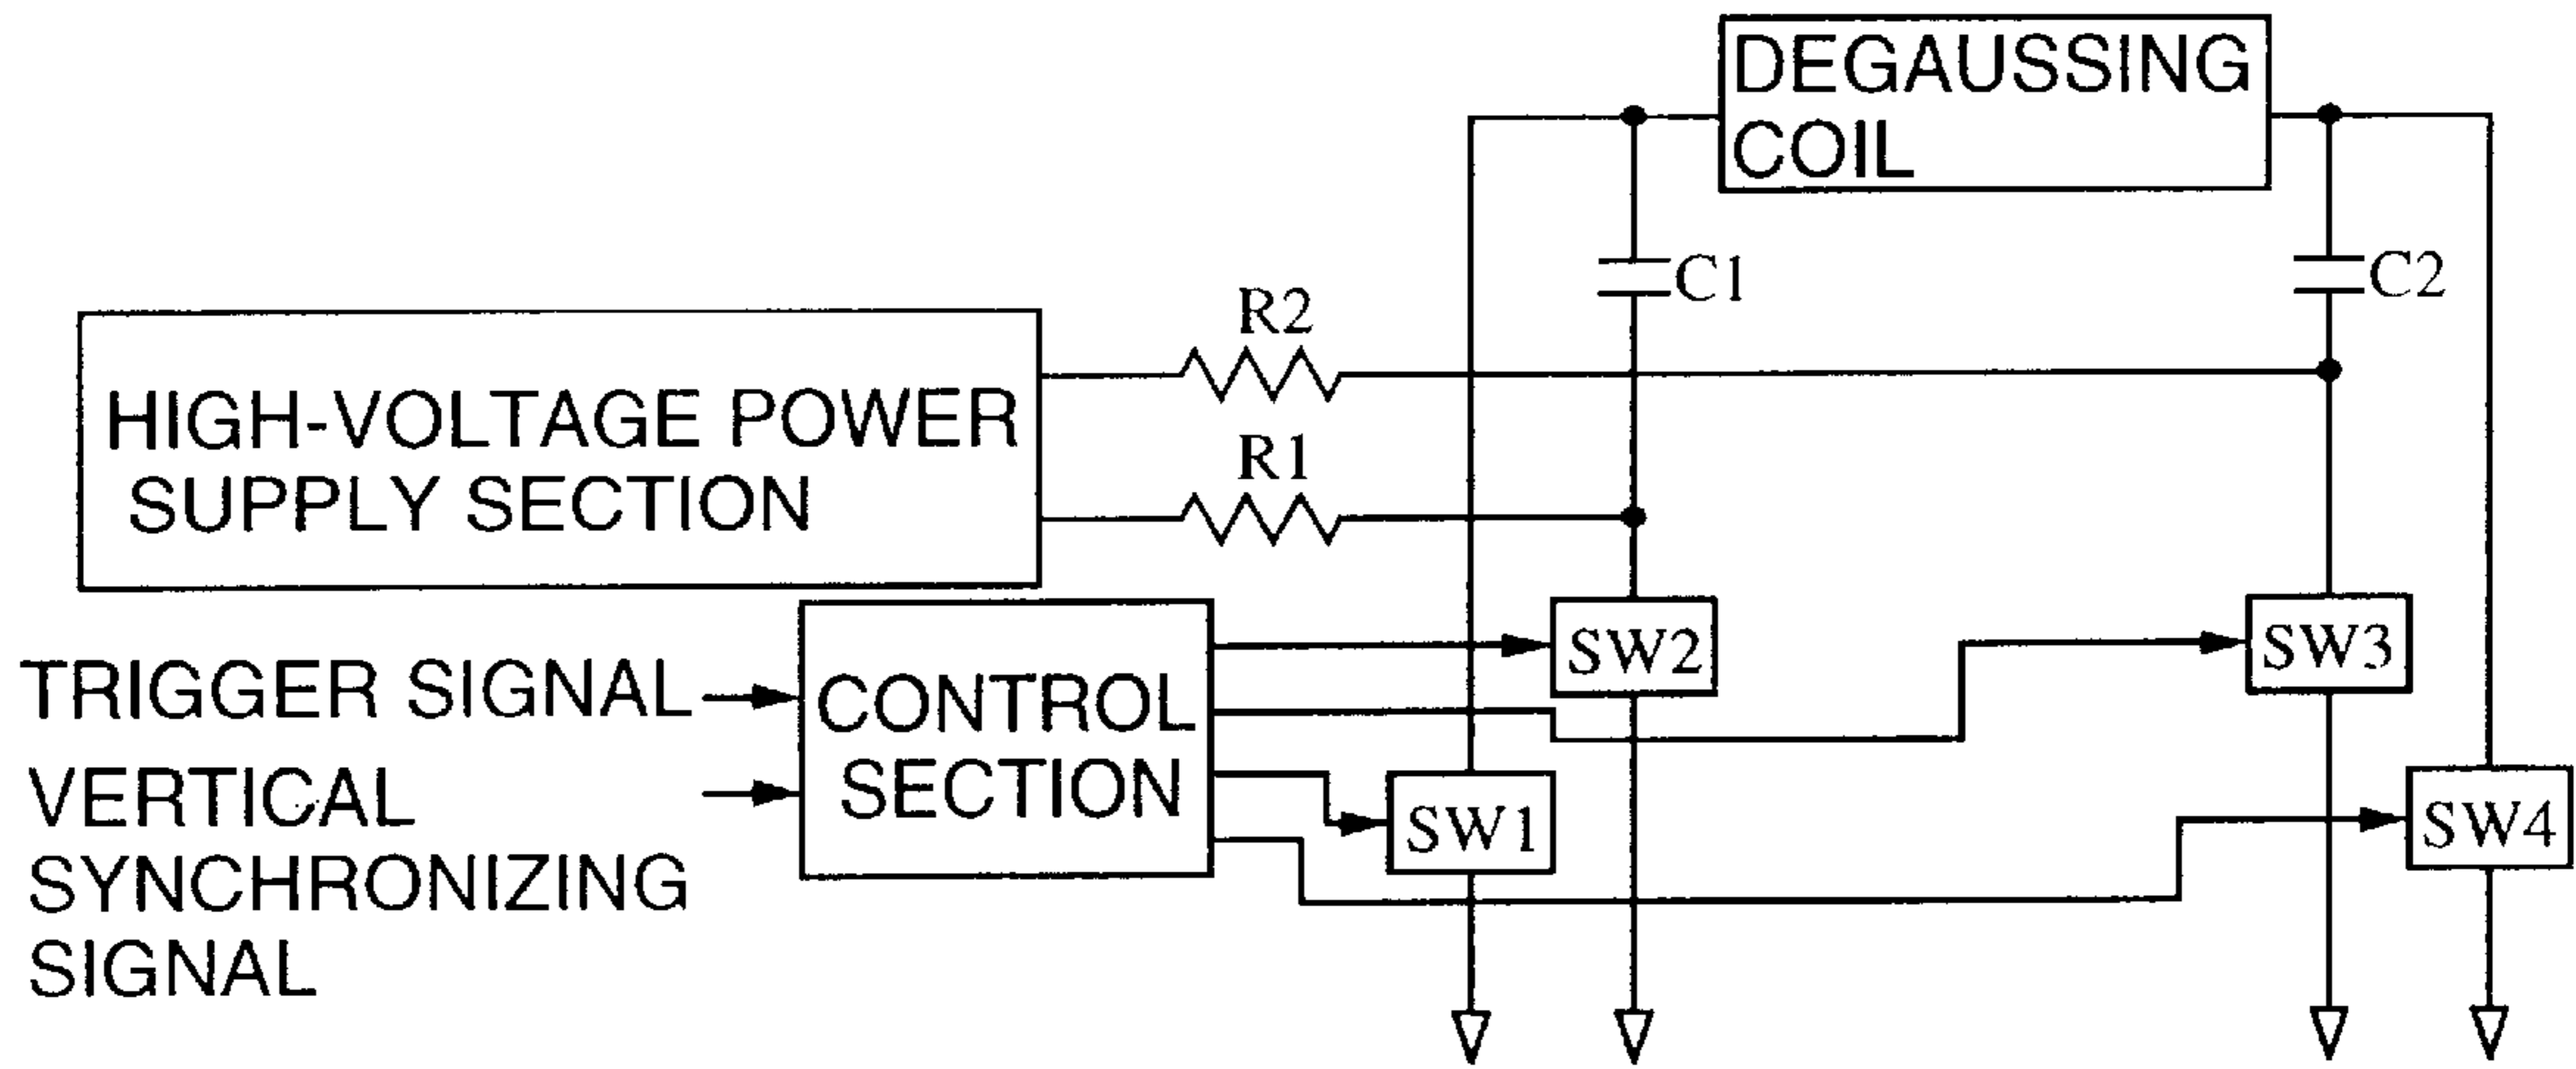 DEGAUSSING
COIL
C1
C2
R2
HIGH-VOLTAGE POWER
SUPPLY SECTION
R1
SW2
SW3
TRIGGER SIGNAL
CONTROL
SECTION
VERTICAL
SYNCHRONIZING
SIGNAL
SW1
SW4